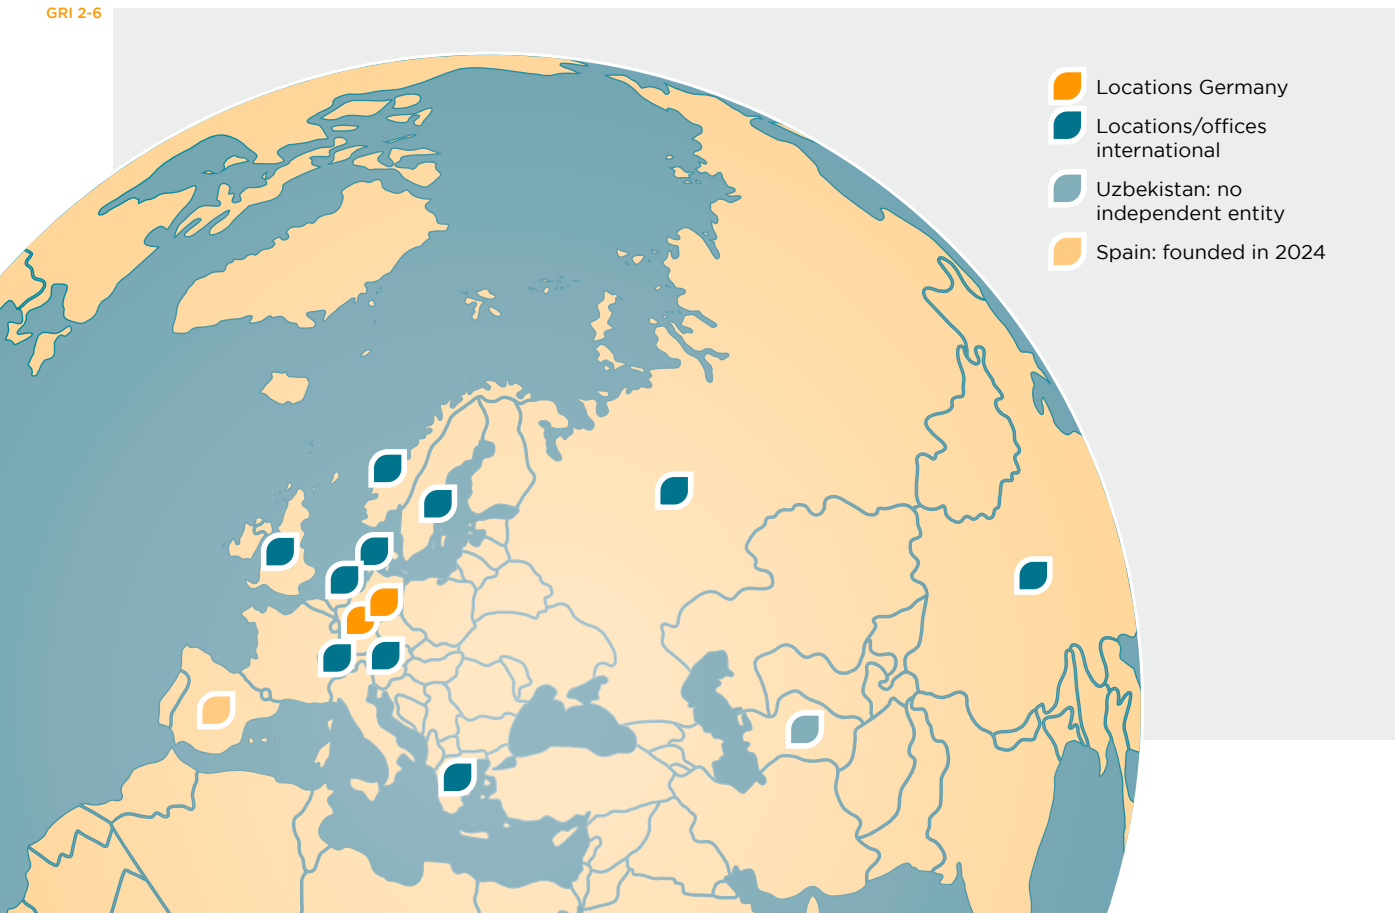 GRI 2-6
Locations Germany
Locations/offices
international
Uzbekistan: no
independent entity
Spain: founded in 2024